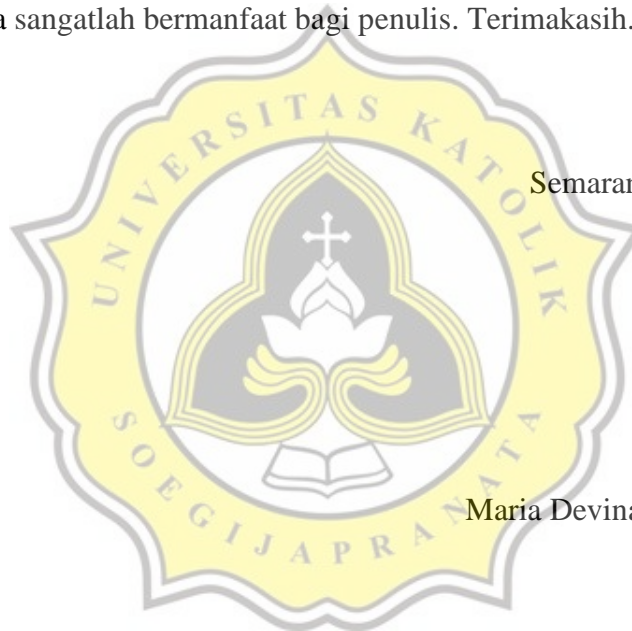 a sangatlah bermanfaat bagi penulis. Terimakasih.
UNIVERSITAS KATOLIK
Semaran
SOEGIJAPRANATA
Maria Devina